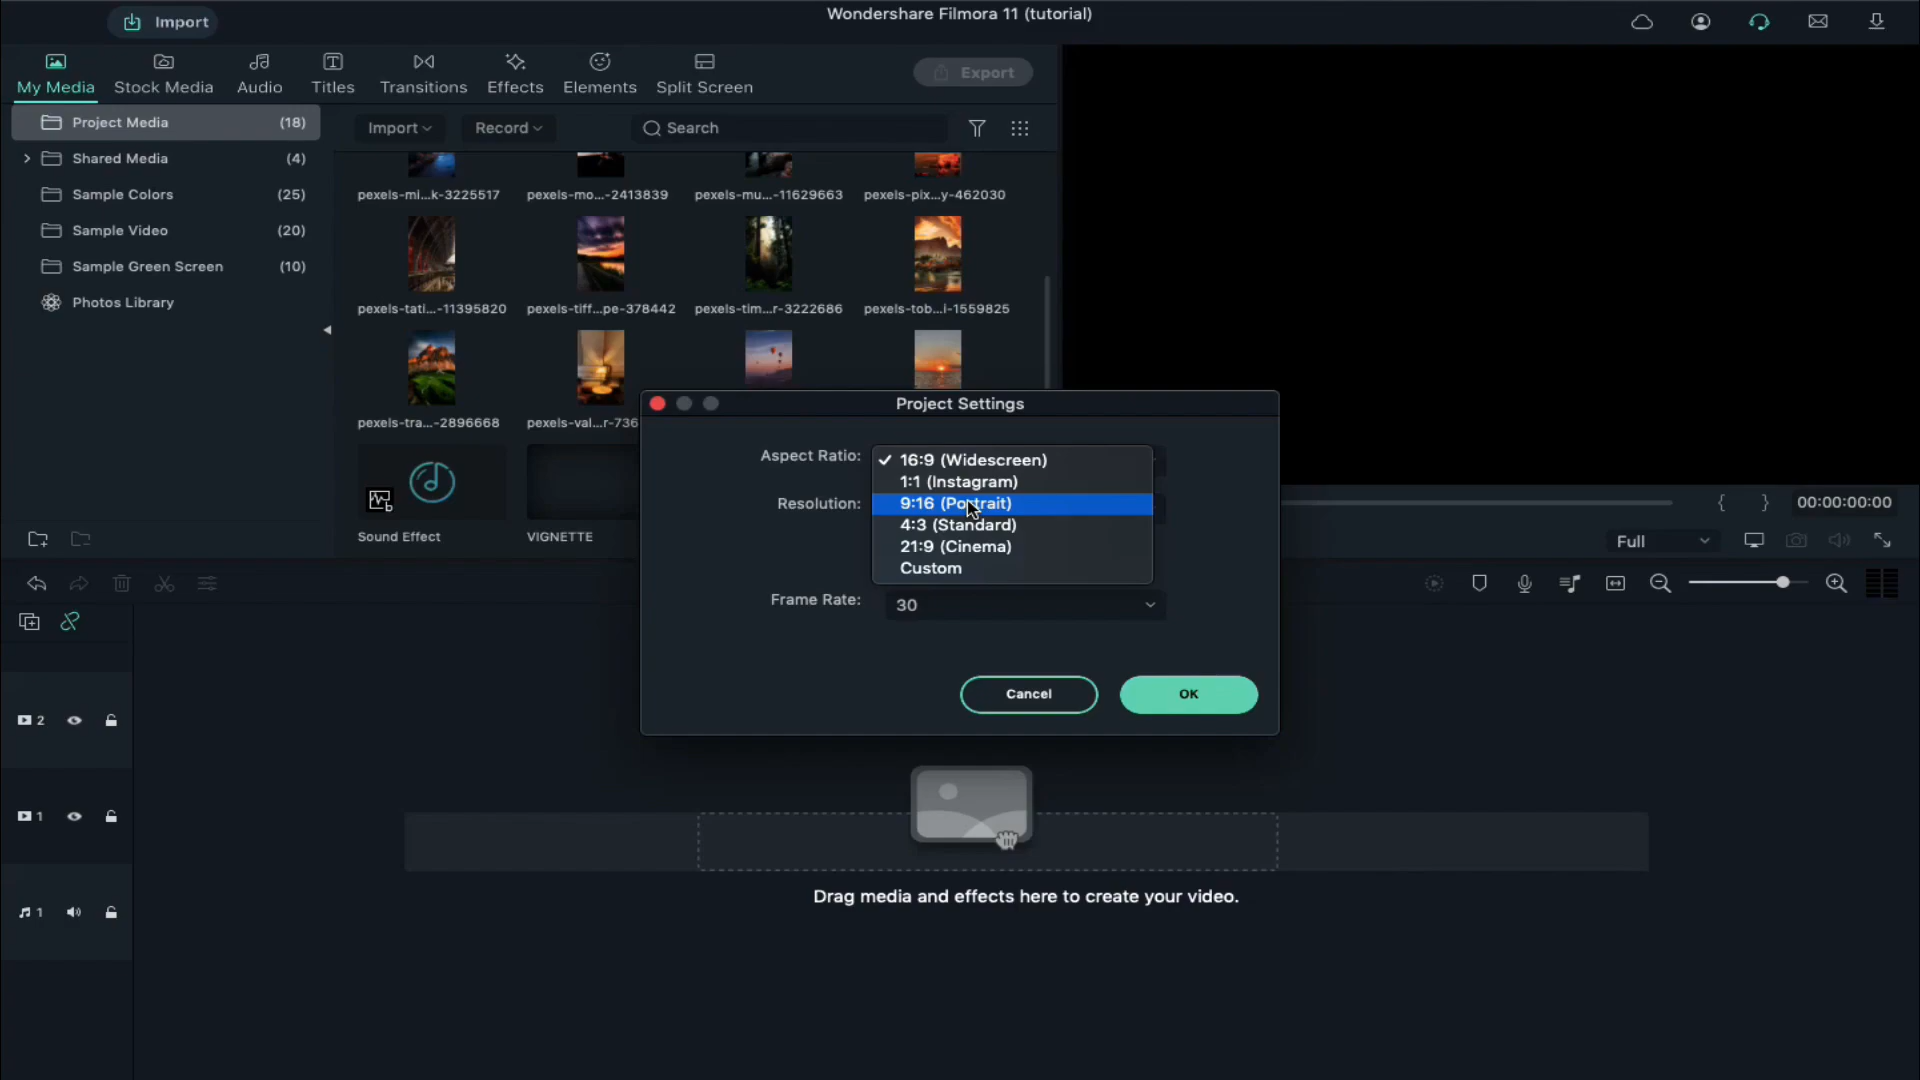 Wondershare Filmora 11 (tutorial)
Import
My Media
Stock Media
Audio
Titles
Transitions
Effects
Elements
Split Screen
Export
Project Media (18)
Shared Media (4)
Sample Colors (25)
Sample Video (20)
Sample Green Screen (10)
Photos Library
Import
Record
Search
pexels-mi...k-3225517
pexels-mo...-2413839
pexels-mu...-11629663
pexels-pix...y-462030
pexels-tati...-11395820
pexels-tiff...pe-378442
pexels-tim...r-3222686
pexels-tob...i-1559825
pexels-tra...-2896668
pexels-val...r-736
Sound Effect
VIGNETTE
Project Settings
Aspect Ratio:
16:9 (Widescreen)
1:1 (Instagram)
Resolution:
9:16 (Portrait)
4:3 (Standard)
21:9 (Cinema)
Custom
Frame Rate:
30
Cancel
OK
{ } 00:00:00:00
Full
2
1
1
Drag media and effects here to create your video.